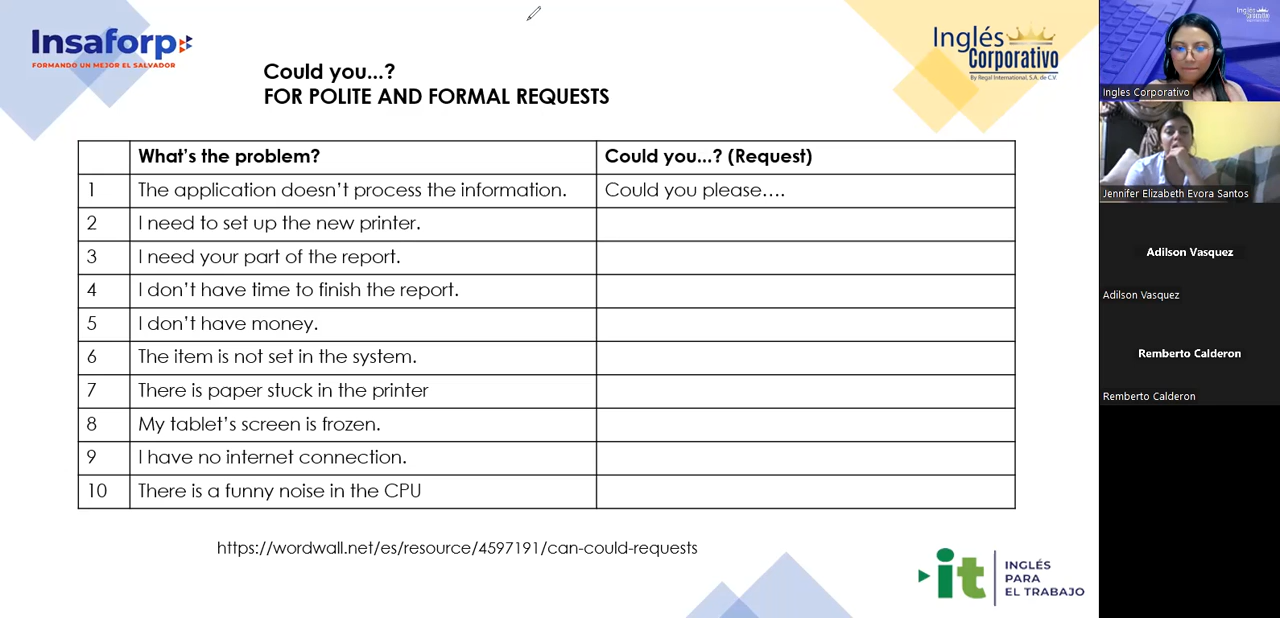 Insaforp
FORMANDO UN MEJOR EL SALVADOR
Could you...?
FOR POLITE AND FORMAL REQUESTS
Inglés
Corporativo
By Regal International, S.A. de C.V.
What's the problem? Could you...? (Request)
1 The application doesn't process the information. Could you please....
2 I need to set up the new printer.
3 I need your part of the report.
4 I don't have time to finish the report.
5 I don't have money.
6 The item is not set in the system.
7 There is paper stuck in the printer
8 My tablet's screen is frozen.
9 I have no internet connection.
10 There is a funny noise in the CPU
https://wordwall.net/es/resource/4597191/can-could-requests
it
INGLÉS
PARA
EL TRABAJO
Inglés
Ingles Corporativo
Jennifer Elizabeth Evora Santos
Adilson Vasquez
Adilson Vasquez
Remberto Calderon
Remberto Calderon